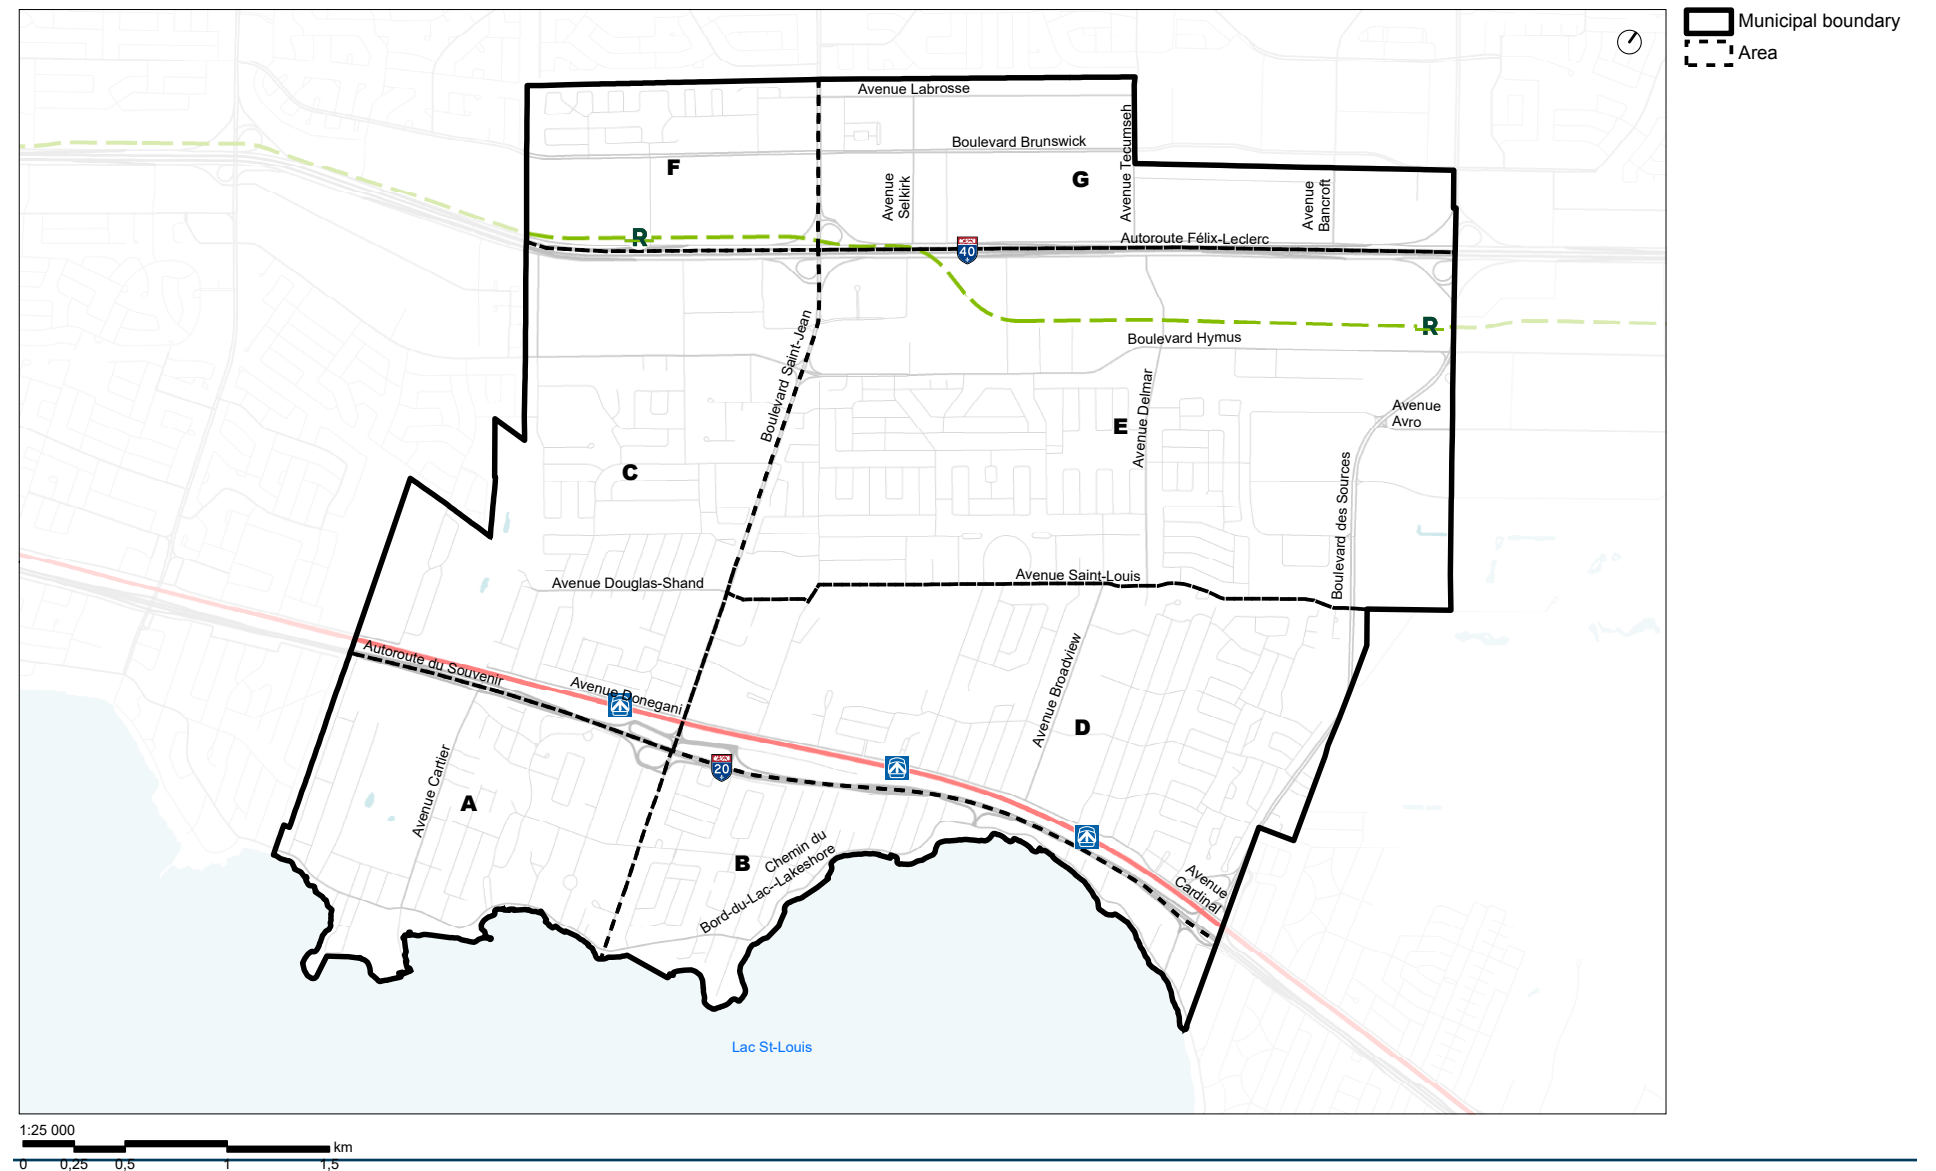 Municipal boundary
Area
Avenue Labrosse
Boulevard Brunswick
Avenue Tecumseh
F
G
Avenue
Selkirk
Avenue
Bancroft
R
40
Autoroute Félix-Leclerc
R
Boulevard Hymus
Boulevard Saint-Jean
Avenue Delmar
Avenue
Avro
E
C
Boulevard des Sources
Avenue Douglas-Shand
Avenue Saint-Louis
Autoroute du Souvenir
Avenue Donegani
Avenue Broadview
D
20
Avenue Cartier
A
B
Chemin du
Bord-du-Lac--Lakeshore
Avenue
Cardinal
Lac St-Louis
1:25 000
km
0 0,25 0,5 1 1,5